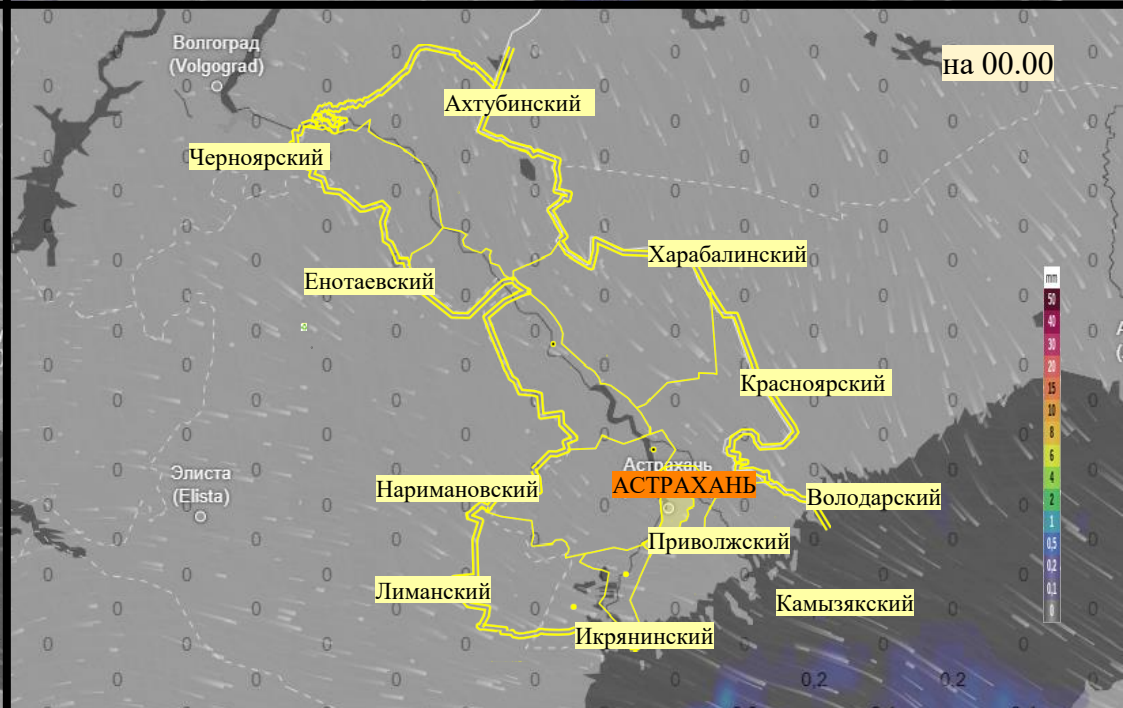 Волгоград
(Volgograd)
на 00.00
Ахтубинский
Черноярский
Харабалинский
Енотаевский
mm
50
40
30
20
15
10
8
6
4
2
1
0,5
0,2
0,1
0
Красноярский
Астрахань
АСТРАХАНЬ
Элиста
(Elista)
Наримановский
Володарский
Приволжский
Лиманский
Камызякский
Икрянинский
0,2
0,2